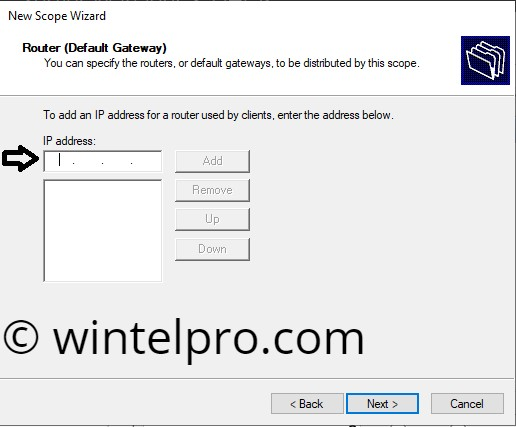 New Scope Wizard
Router (Default Gateway)
You can specify the routers, or default gateways, to be distributed by this scope.
To add an IP address for a router used by clients, enter the address below.
IP address:
. . .
Add
Remove
Up
Down
© wintelpro.com
< Back
Next >
Cancel